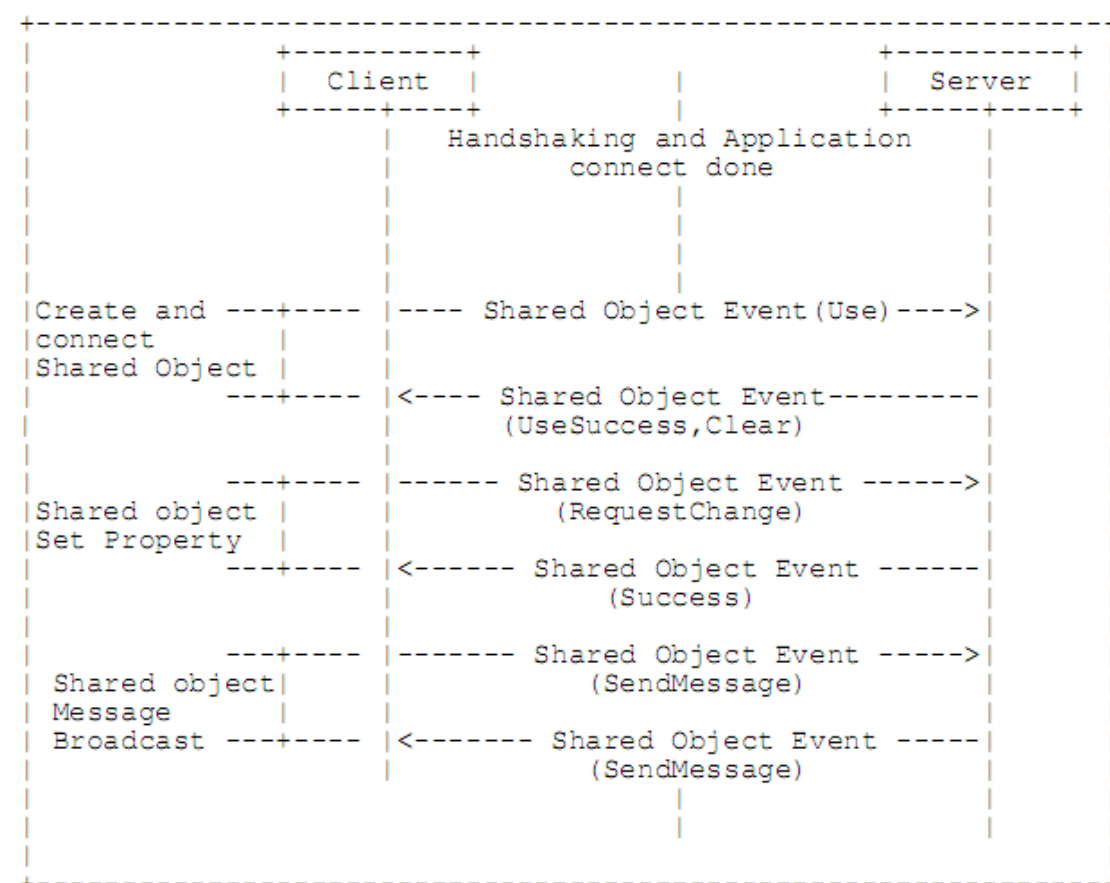 Client Server
Handshaking and Application
connect done
Create and ---+---- |---- Shared Object Event(Use)---->|
connect
Shared Object |
---+---- |<---- Shared Object Event---------|
(UseSuccess,Clear)
---+---- |------ Shared Object Event ------>|
Shared object | (RequestChange)
Set Property |
---+---- |<------ Shared Object Event ------|
(Success)
---+---- |------- Shared Object Event ----->|
Shared object| (SendMessage)
Message |
Broadcast ---+---- |<------- Shared Object Event -----|
(SendMessage)